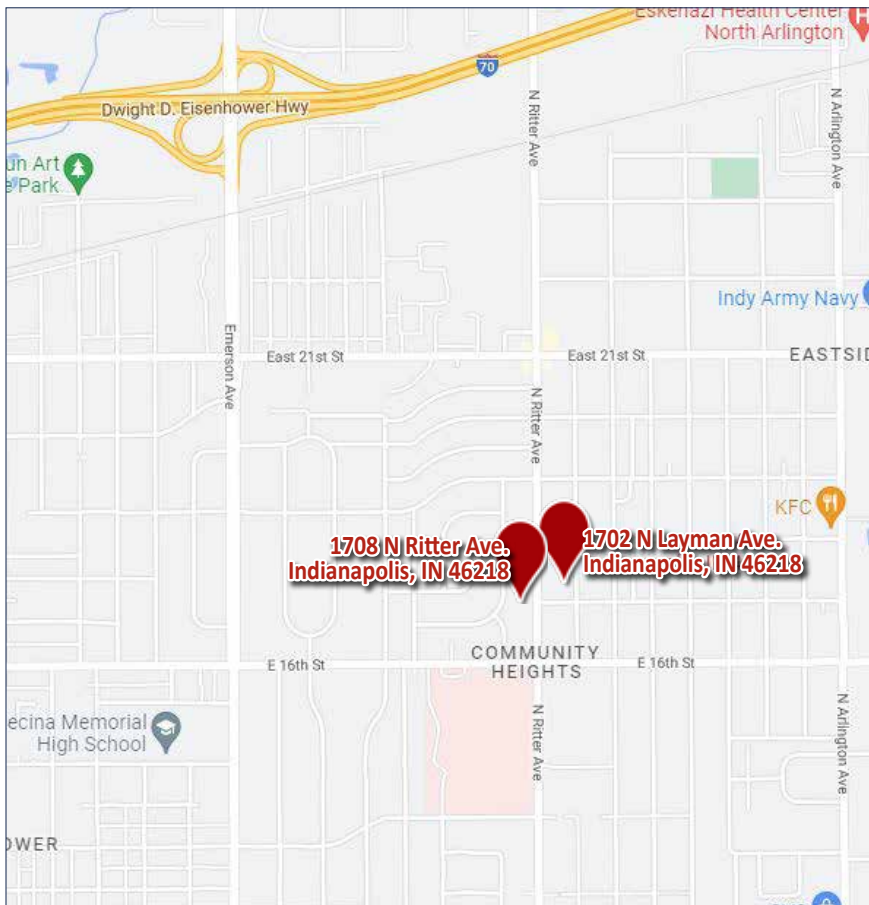 Eskenazi Health Center
North Arlington
H
70
Dwight D. Eisenhower Hwy
N Ritter Ave
N Arlington Ave
un Art
e Park
Indy Army Navy
Emerson Ave
East 21st St
East 21st St
EASTSID
N Ritter Ave
KFC
1708 N Ritter Ave.
Indianapolis, IN 46218
1702 N Layman Ave.
Indianapolis, IN 46218
COMMUNITY
HEIGHTS
E 16th St
E 16th St
ecina Memorial
High School
N Ritter Ave
N Arlington Ave
OWER